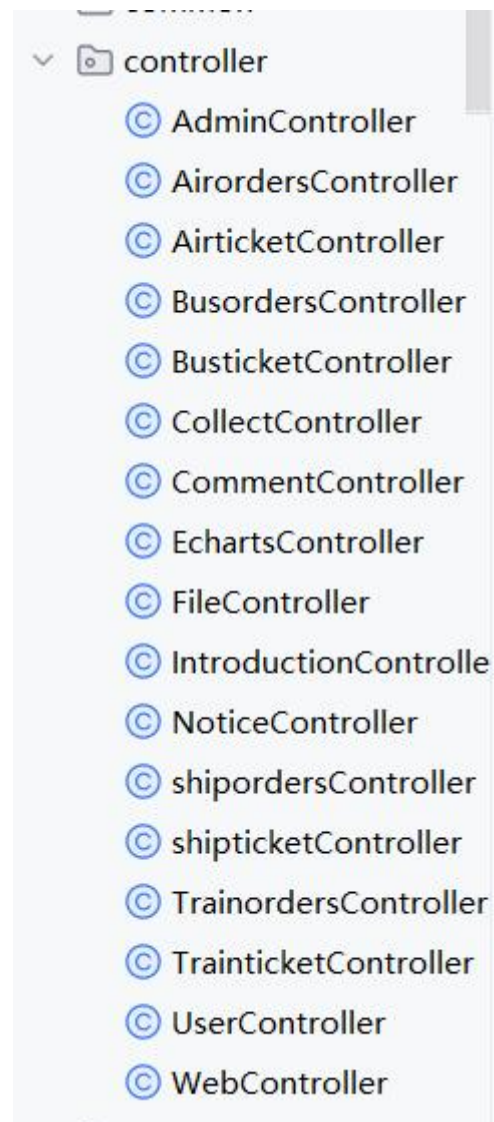 controller
AdminController
AirordersController
AirticketController
BusordersController
BusticketController
CollectController
CommentController
EchartsController
FileController
IntroductionControlle
NoticeController
shipordersController
shipticketController
TrainordersController
TrainticketController
UserController
WebController